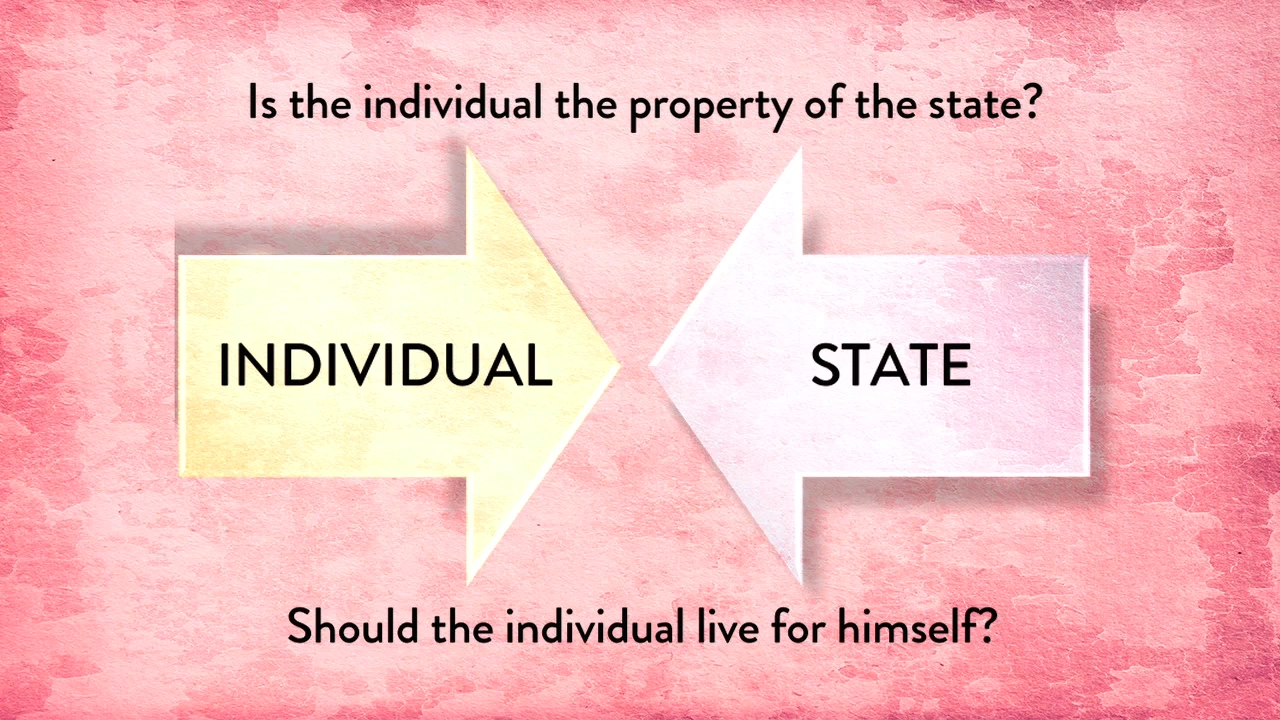 Is the individual the property of the state?
INDIVIDUAL
STATE
Should the individual live for himself?